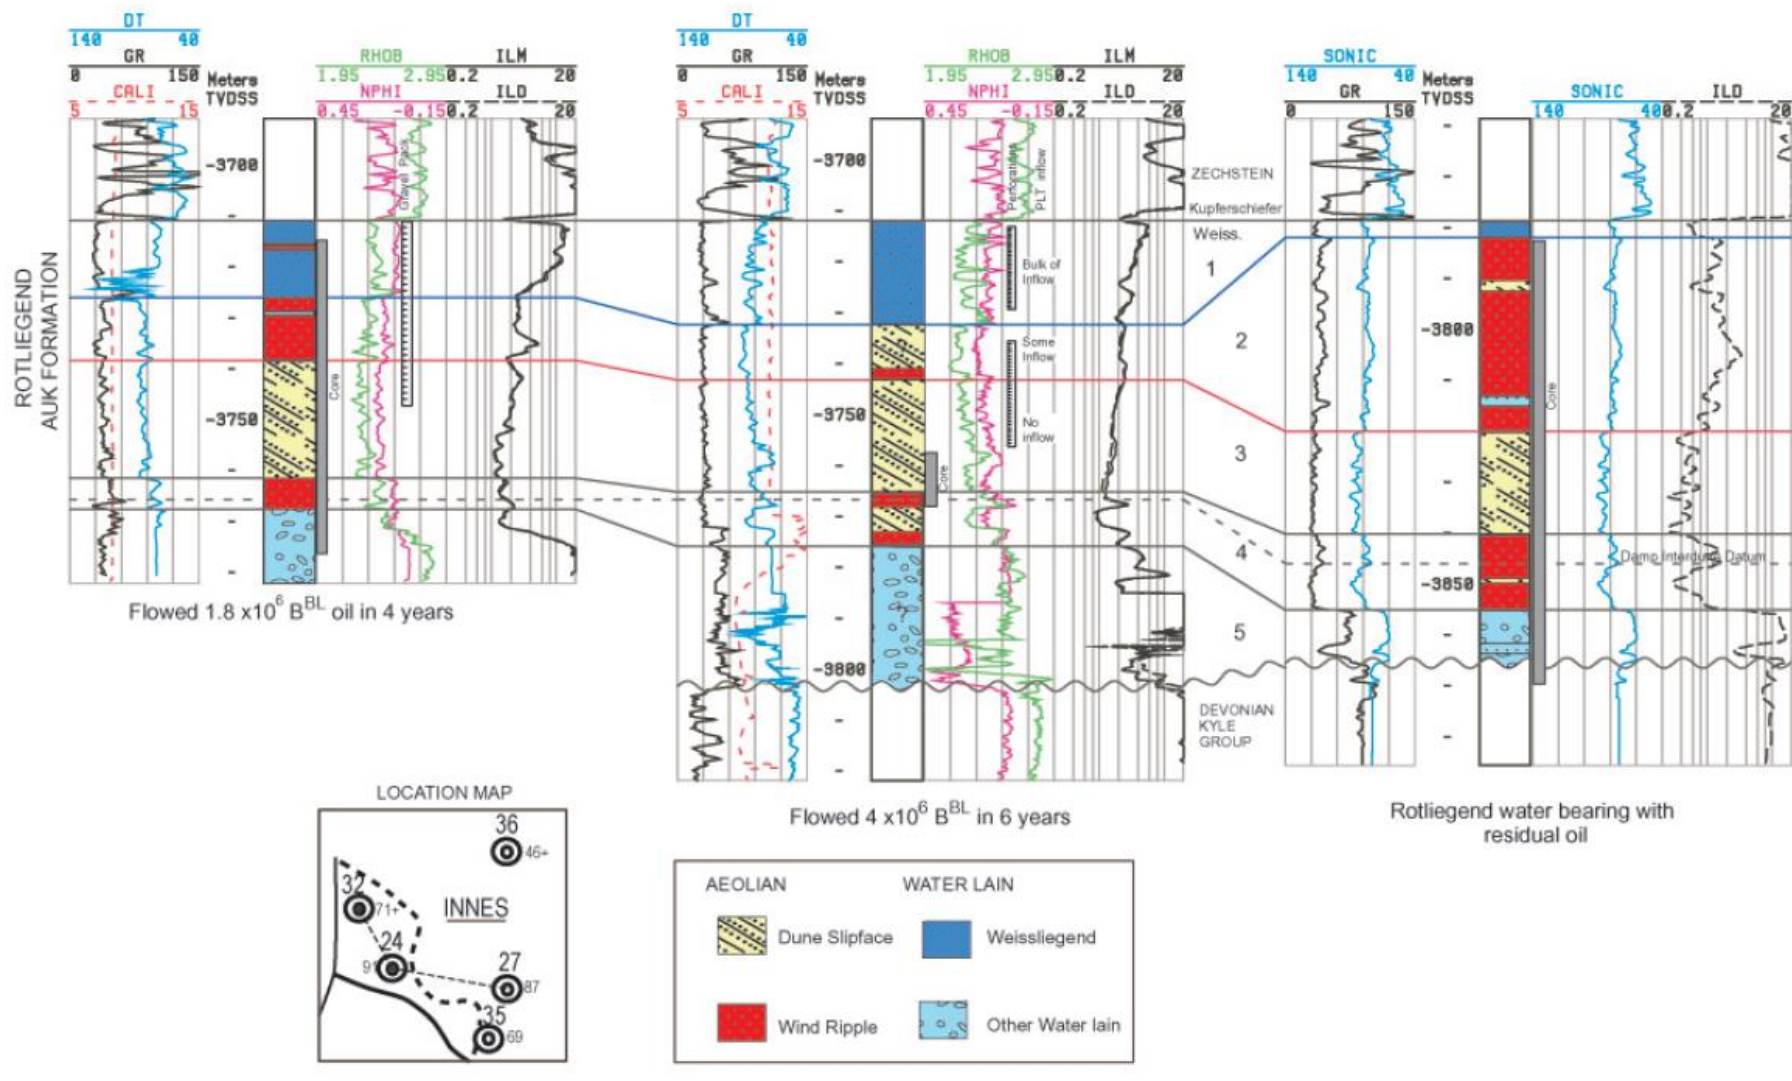 DT
140 40
GR
0 150
CALI
5 15
Meters
TVDSS
RHOB
1.95 2.95
NPHI
0.45 -0.15
ILM
0.2 20
ILD
0.2 20
-3700
-3750
Gravel Pack
Core
ROTLIEGEND
AUK FORMATION
Flowed 1.8 x10⁶ Bᴮᴸ oil in 4 years
DT
140 40
GR
0 150
CALI
5 15
Meters
TVDSS
RHOB
1.95 2.95
NPHI
0.45 -0.15
ILM
0.2 20
ILD
0.2 20
-3700
-3750
-3800
Perforations
PLT inflow
Bulk of
Inflow
Some
Inflow
No
inflow
Core
?
Flowed 4 x10⁶ Bᴮᴸ in 6 years
ZECHSTEIN
Kupferschiefer
Weiss.
1
2
3
4
5
DEVONIAN
KYLE
GROUP
SONIC
140 40
GR
0 150
Meters
TVDSS
SONIC
140 40
ILD
0.2 20
-3800
-3850
Core
Damp Interdune Datum
Rotliegend water bearing with
residual oil
LOCATION MAP
36
46+
32
71+
INNES
24
27
87
35
69
AEOLIAN WATER LAIN
Dune Slipface Weissliegend
Wind Ripple Other Water lain